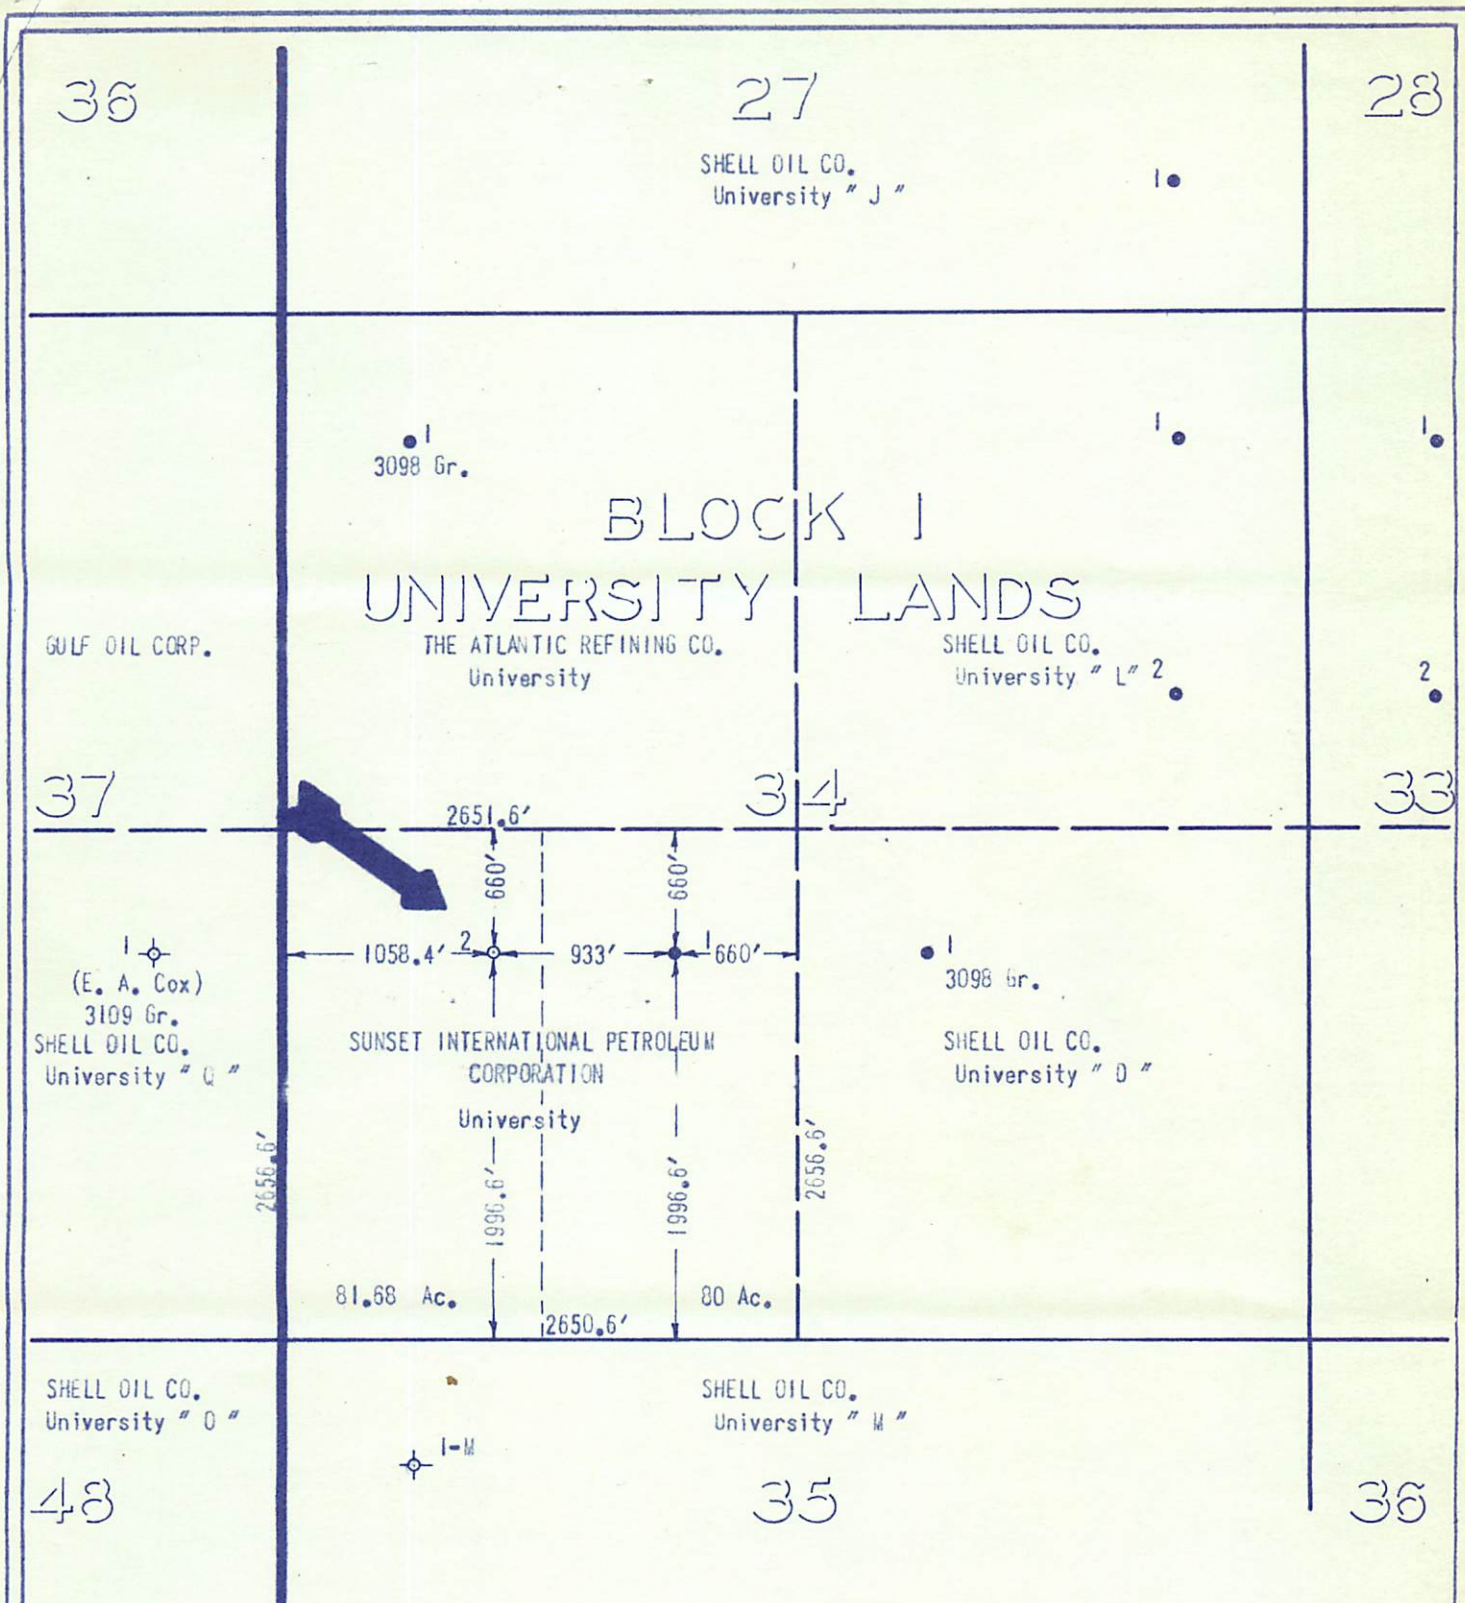 36
27
28
SHELL OIL CO.
University " J "
1
1
3098 Gr.
1
1
BLOCK 1
UNIVERSITY LANDS
GULF OIL CORP.
THE ATLANTIC REFINING CO.
University
SHELL OIL CO.
University " L" 2
2
37
34
33
2651.6'
660'
660'
1058.4'
2
933'
1
660'
1
(E. A. Cox)
3109 Gr.
SHELL OIL CO.
University " Q "
1
3098 Gr.
SUNSET INTERNATIONAL PETROLEUM
CORPORATION
University
SHELL OIL CO.
University " O "
2656.6'
1996.6'
1996.6'
2656.6'
81.68 Ac.
80 Ac.
2650.6'
SHELL OIL CO.
University " O "
SHELL OIL CO.
University " M "
1-M
48
35
36